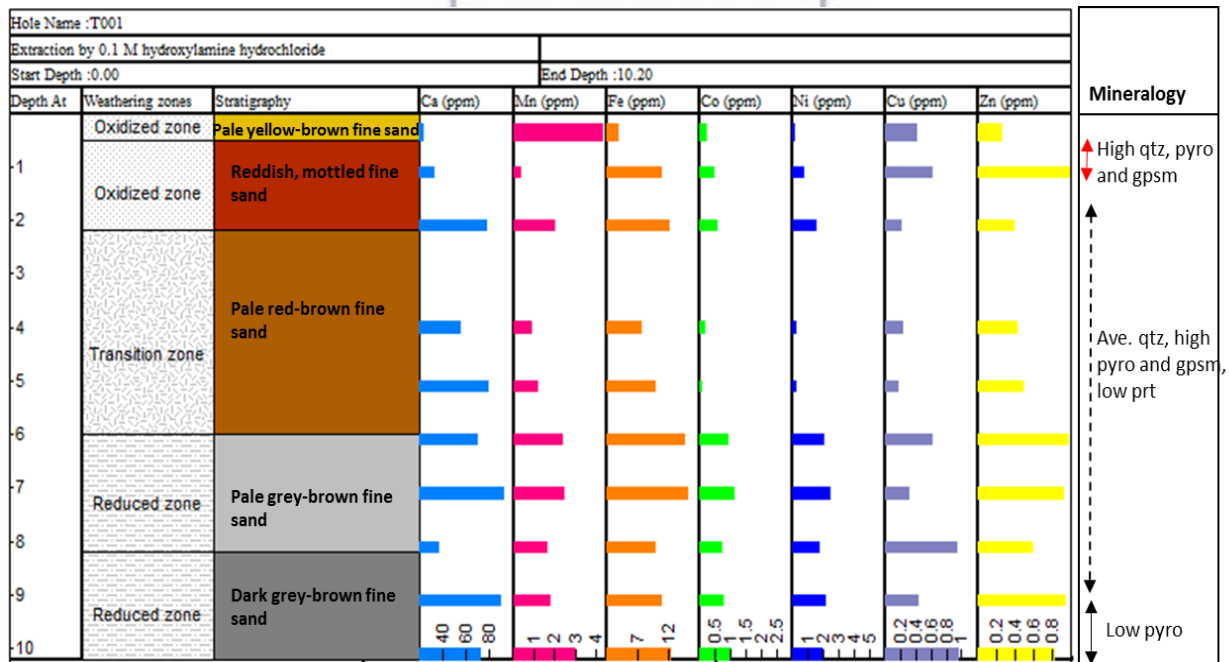 Hole Name :T001
Extraction by 0.1 M hydroxylamine hydrochloride
Start Depth :0.00 End Depth :10.20
Depth At Weathering zones Stratigraphy Ca (ppm) Mn (ppm) Fe (ppm) Co (ppm) Ni (ppm) Cu (ppm) Zn (ppm) Mineralogy
Oxidized zone Pale yellow-brown fine sand
-1
Oxidized zone
Reddish, mottled fine
sand
High qtz, pyro
and gpsm
-2
-3
Pale red-brown fine
sand
-4
Transition zone
Ave. qtz, high
pyro and gpsm,
low prt
-5
-6
-7
Reduced zone
Pale grey-brown fine
sand
-8
-9
Reduced zone
Dark grey-brown fine
sand
Low pyro
-10
40 60 80 1 2 3 4 7 12 0.5 1 1.5 2 2.5 1 2 3 4 5 0.2 0.4 0.6 0.8 1 0.2 0.4 0.6 0.8